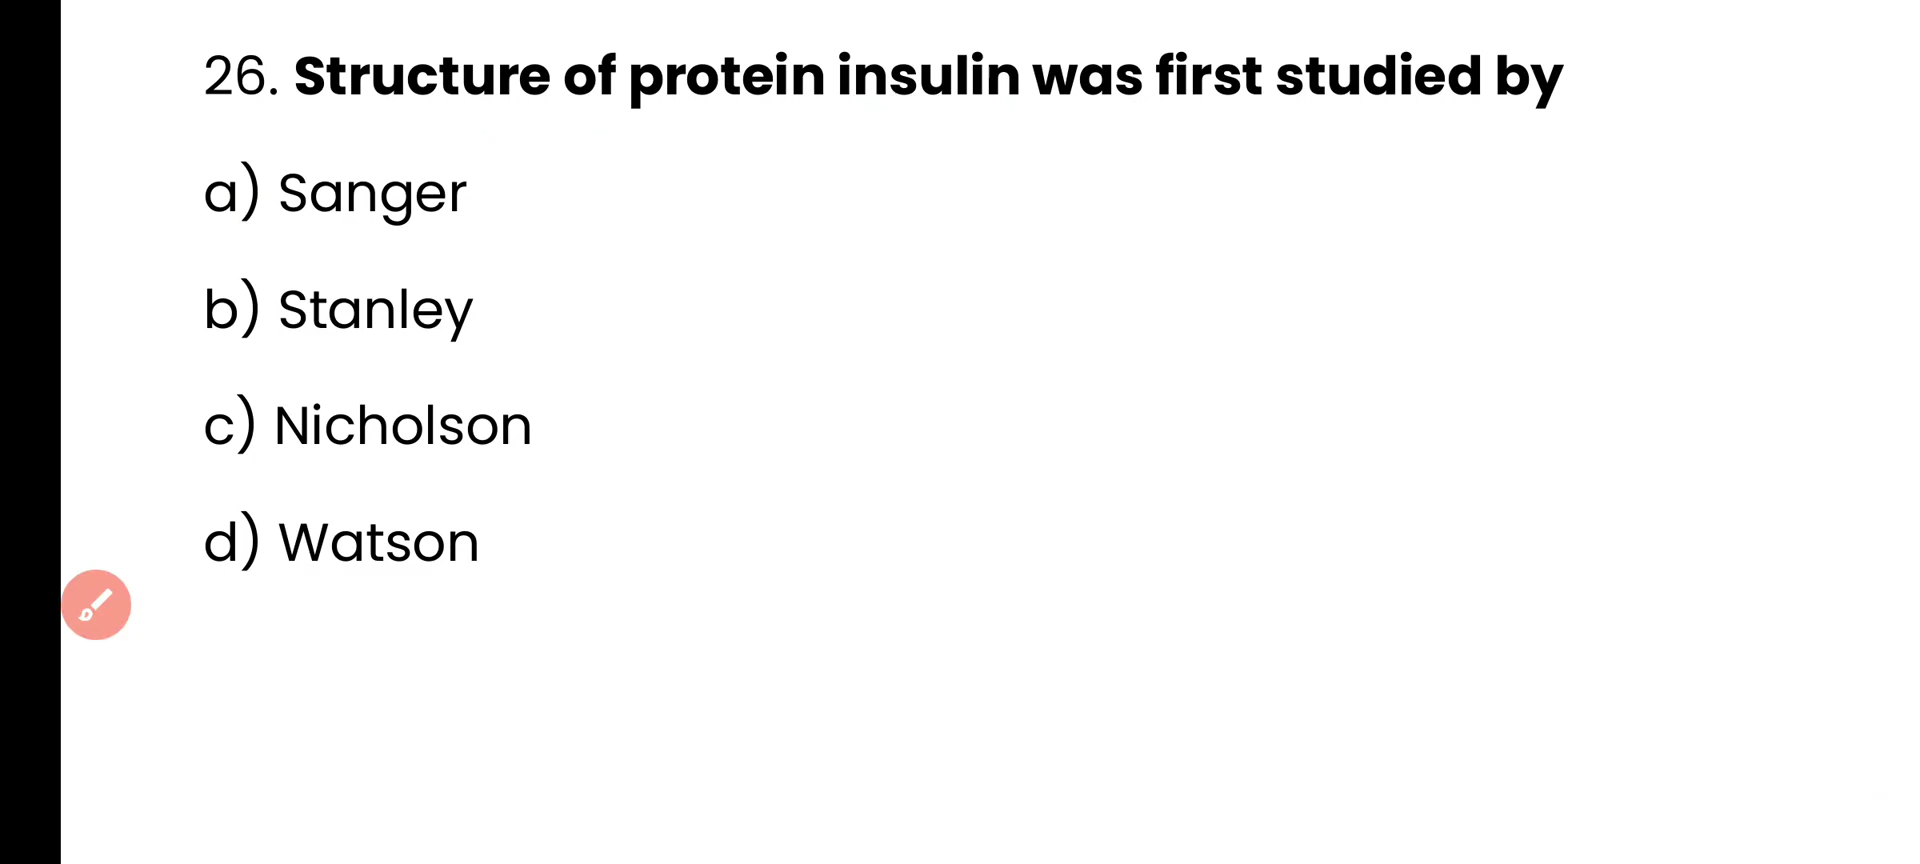 26. Structure of protein insulin was first studied by
a) Sanger
b) Stanley
c) Nicholson
d) Watson